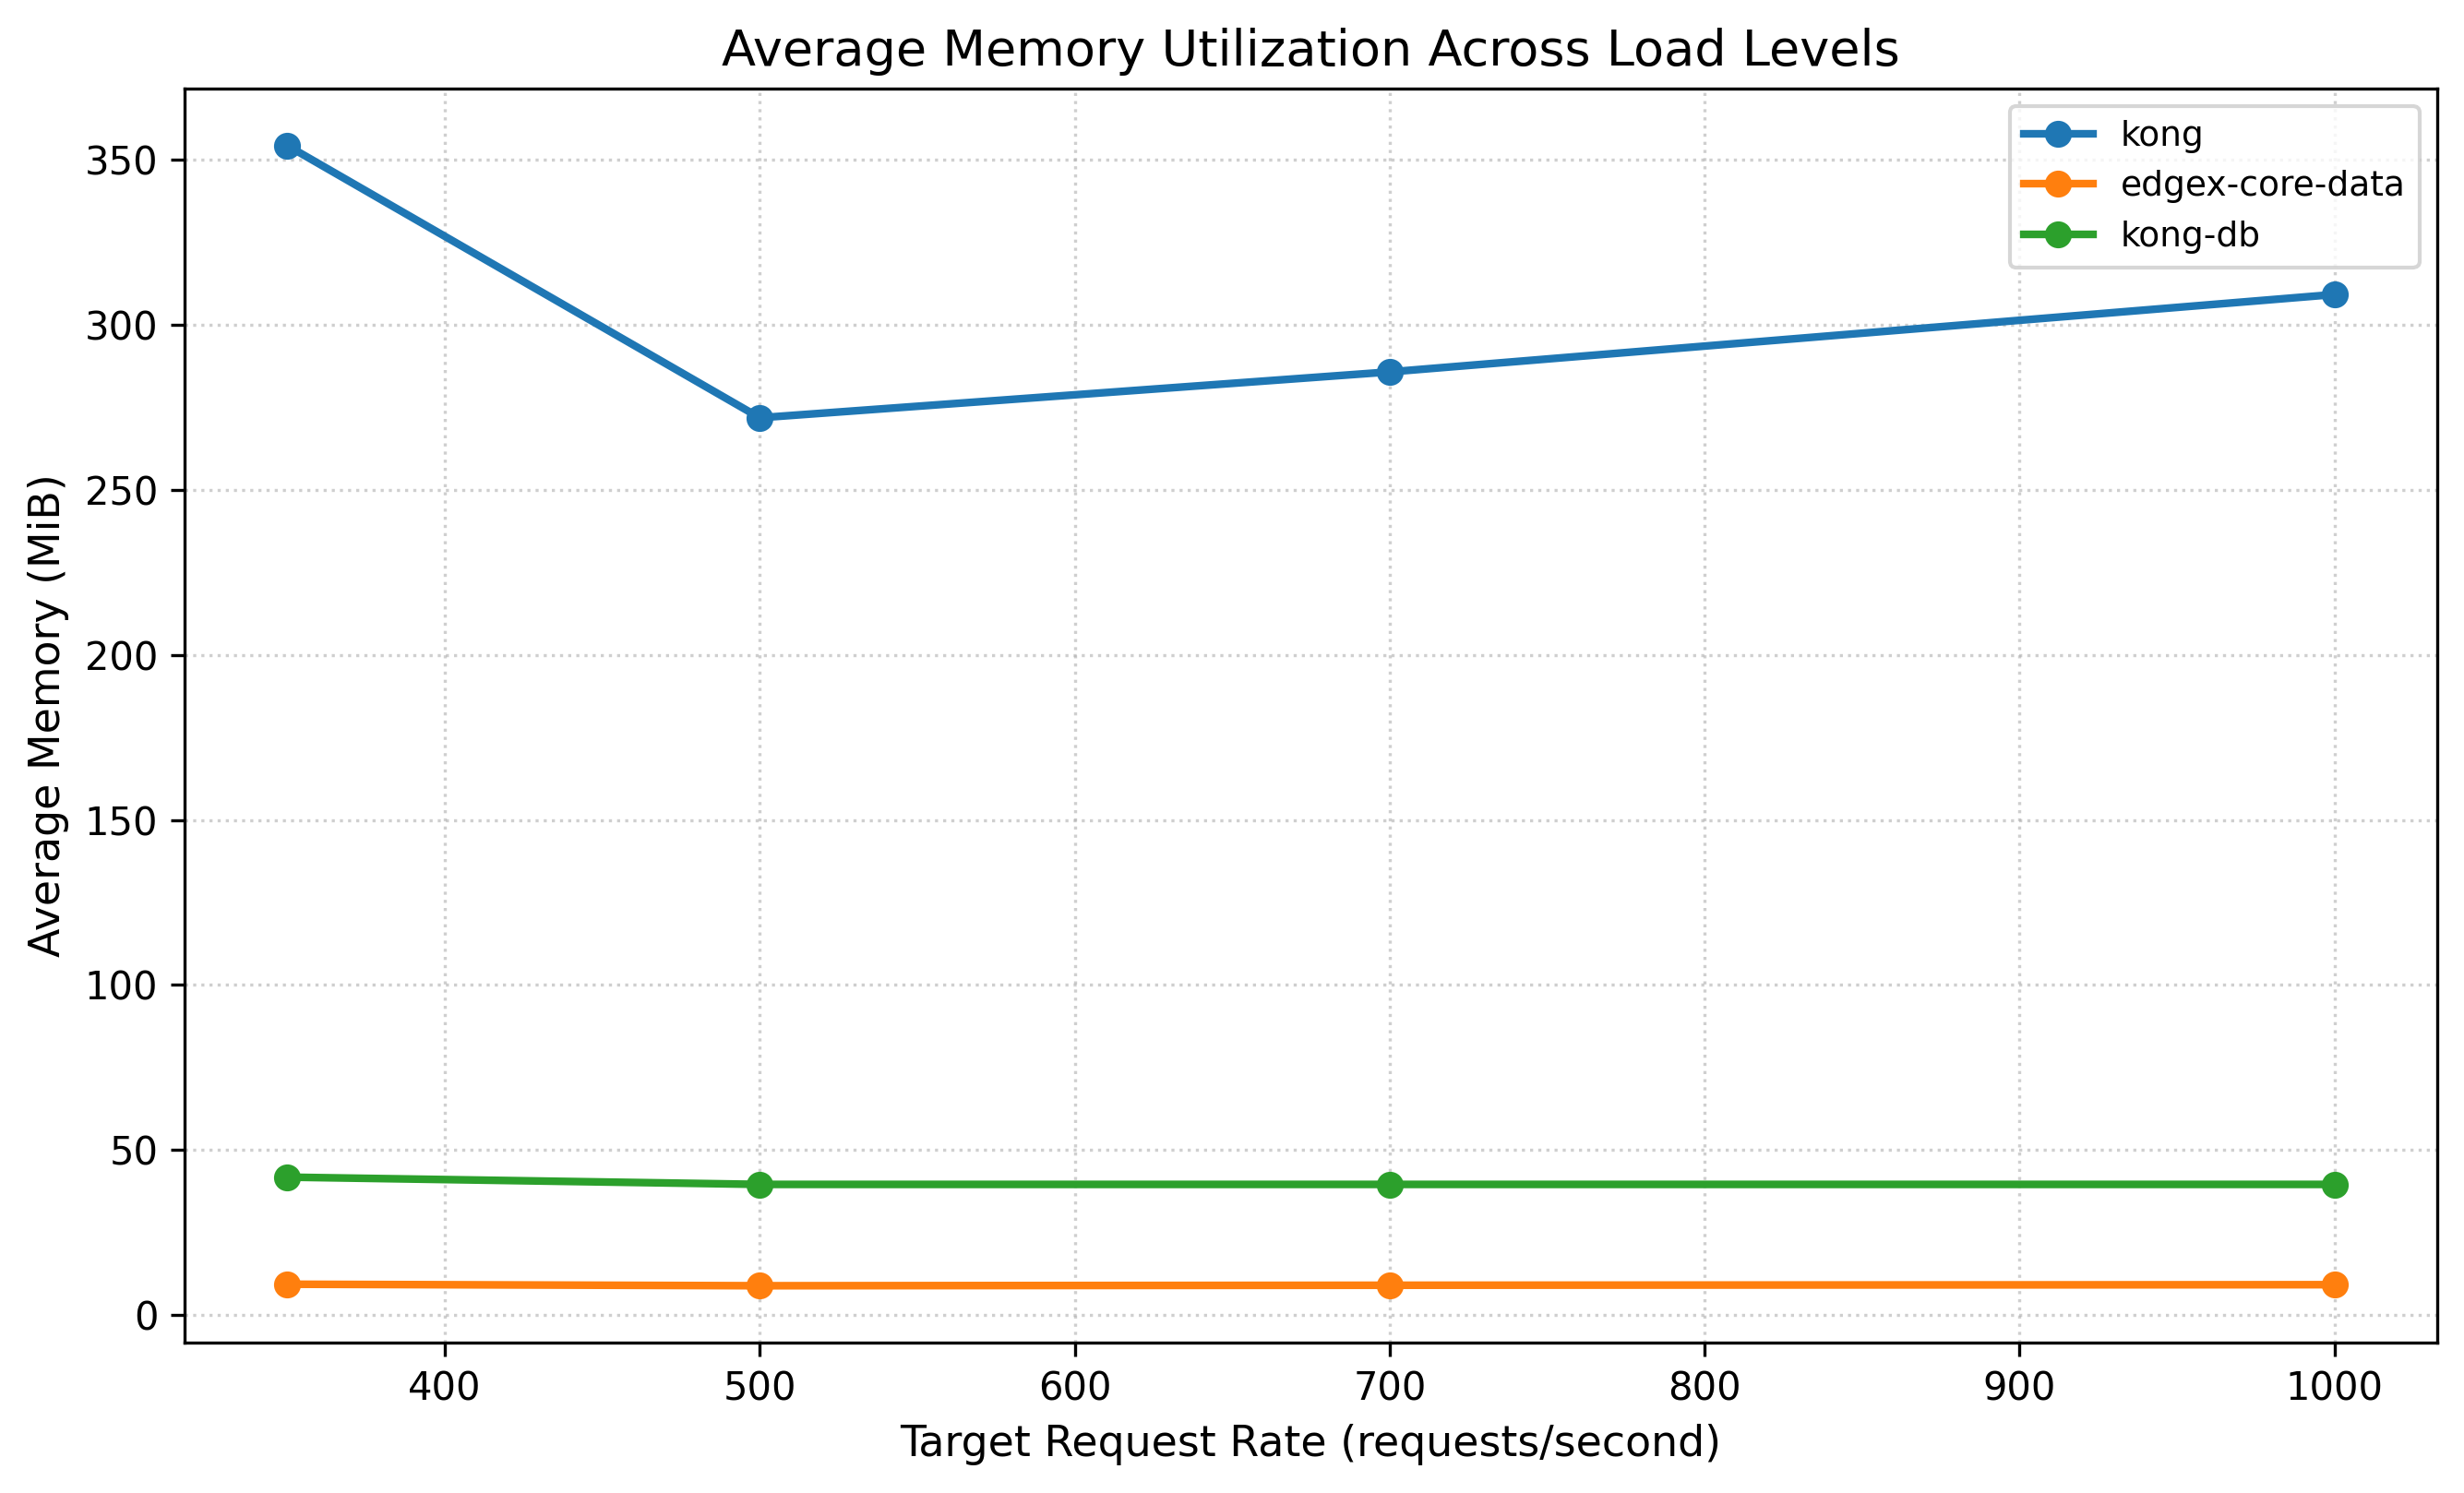 Average Memory Utilization Across Load Levels
kong
edgex-core-data
kong-db
Average Memory (MiB)
350
300
250
200
150
100
50
0
400 500 600 700 800 900 1000
Target Request Rate (requests/second)